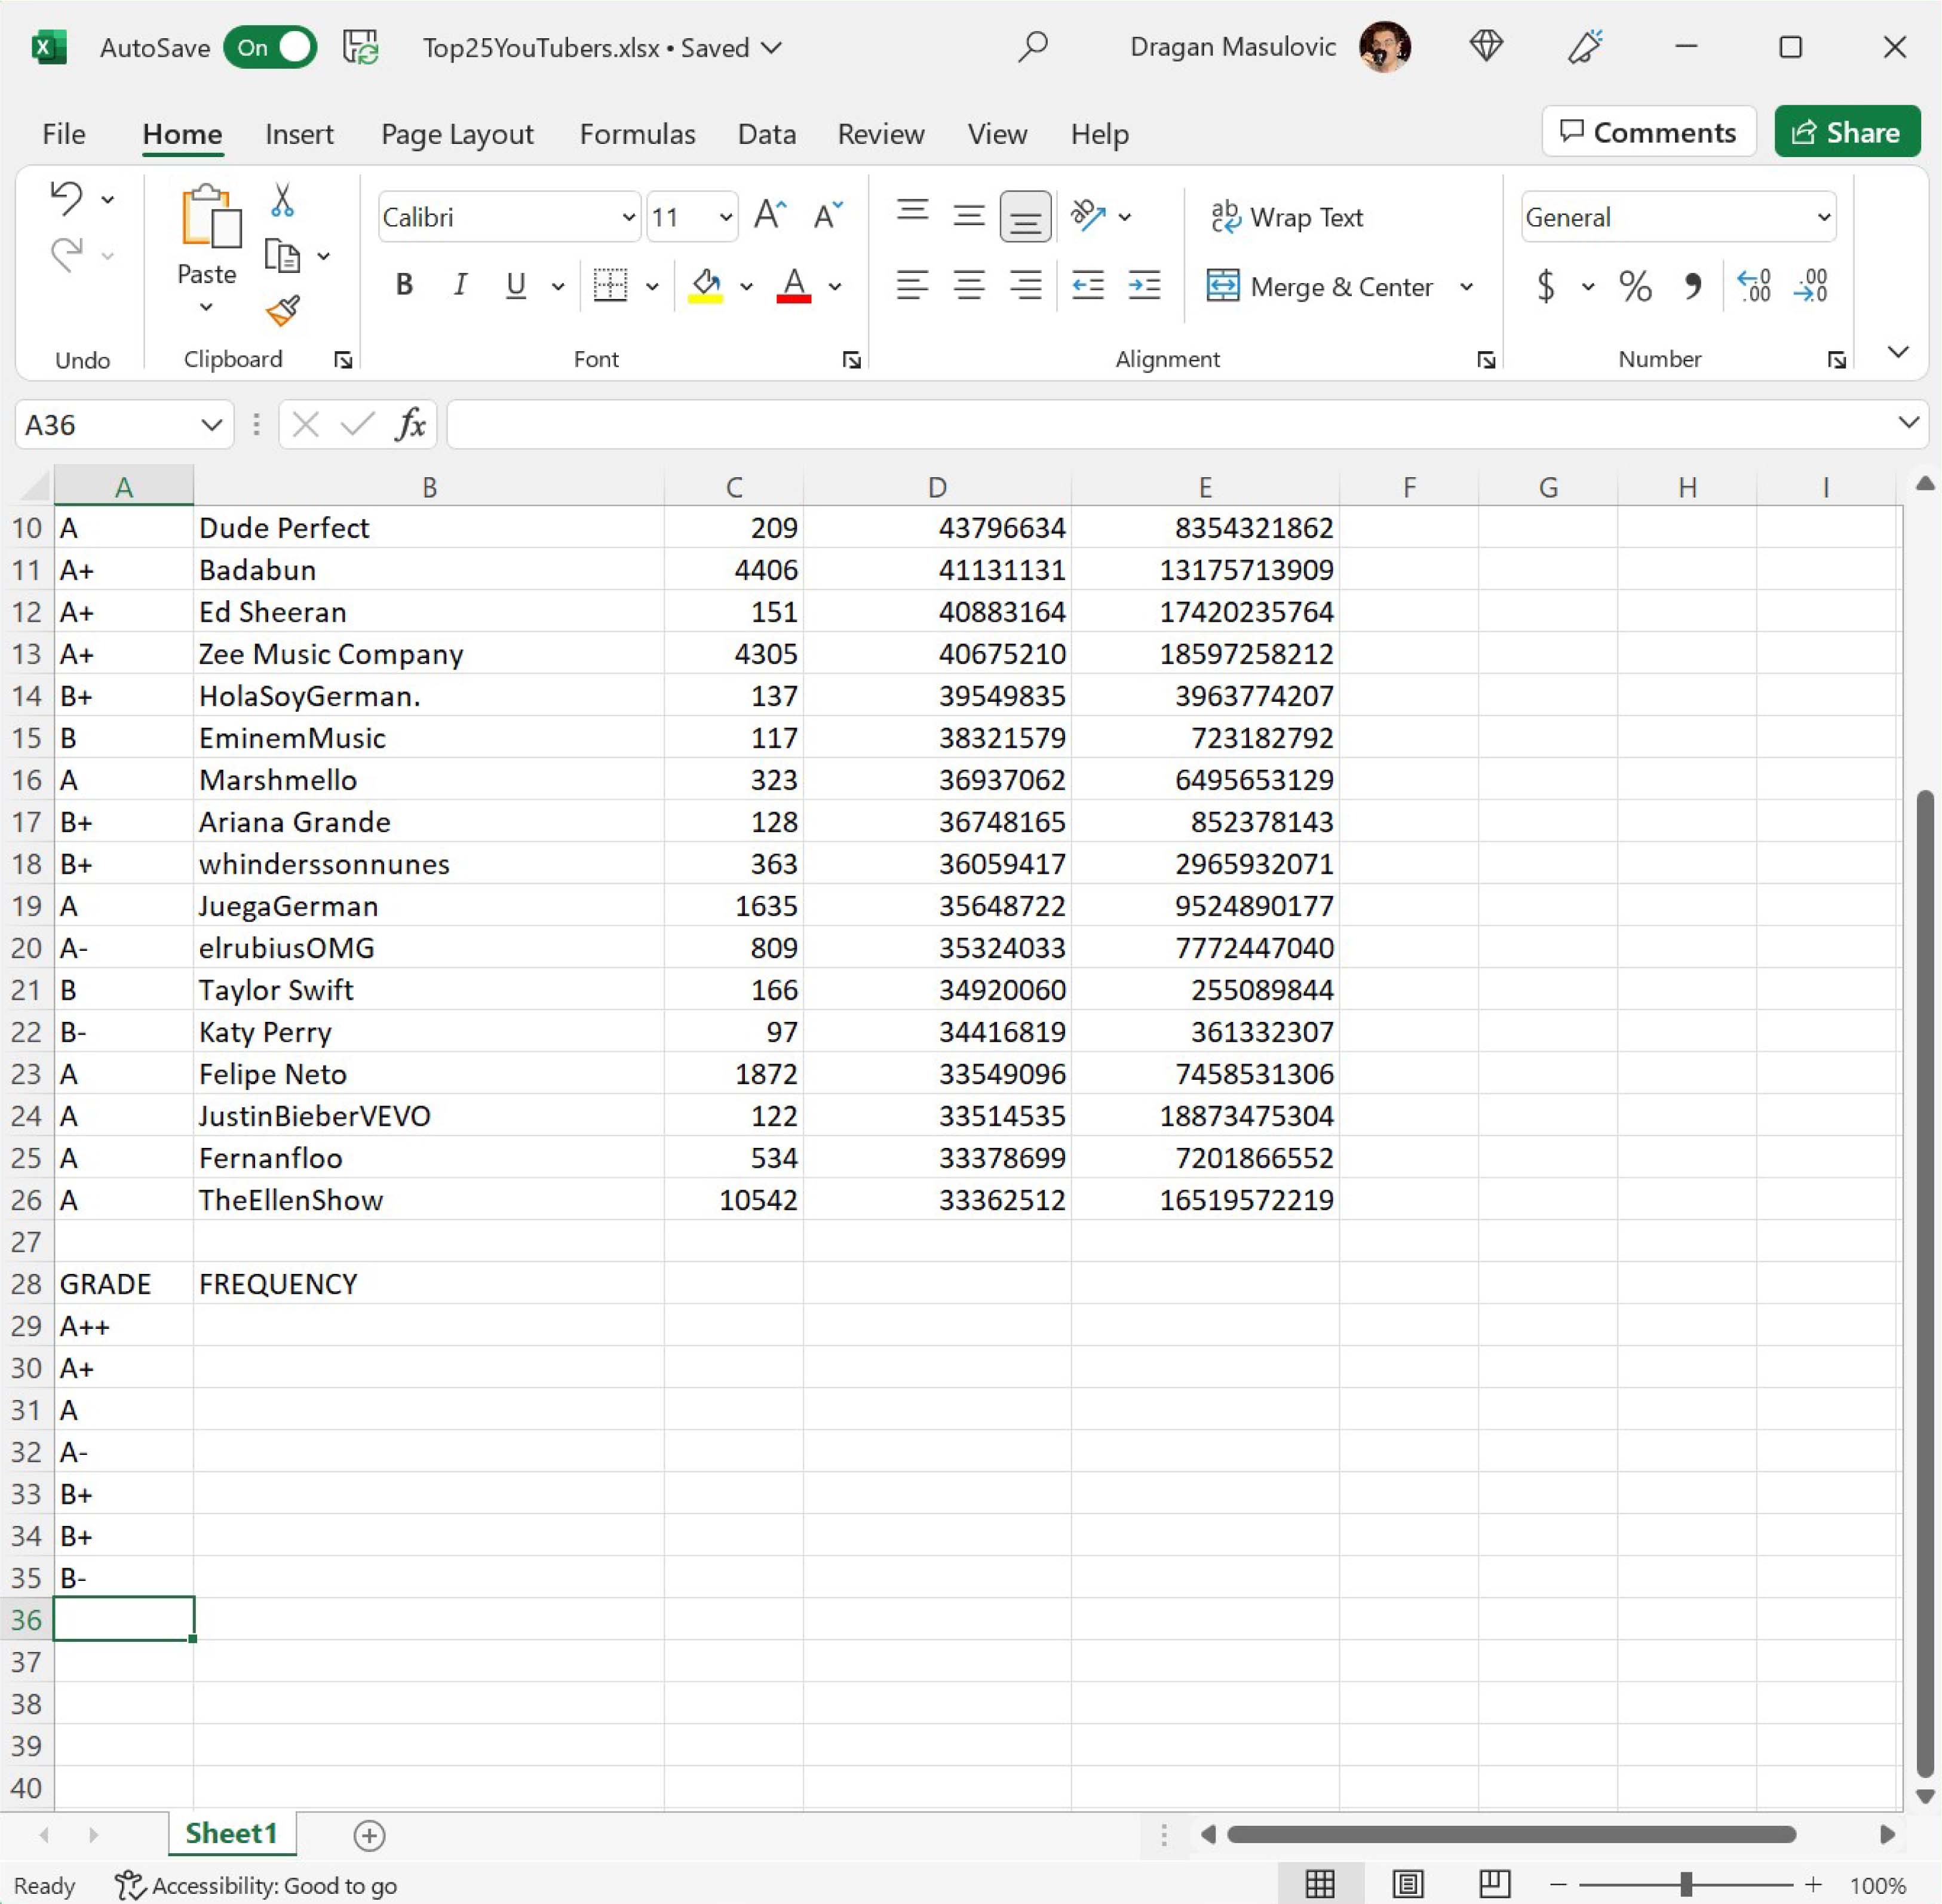 AutoSave On Top25YouTubers.xlsx • Saved Dragan Masulovic
File Home Insert Page Layout Formulas Data Review View Help Comments Share
Paste Calibri 11 Wrap Text General
B I U Merge & Center $ % 9
Undo Clipboard Font Alignment Number
A36 fx
A B C D E F G H I
10 A Dude Perfect 209 43796634 8354321862
11 A+ Badabun 4406 41131131 13175713909
12 A+ Ed Sheeran 151 40883164 17420235764
13 A+ Zee Music Company 4305 40675210 18597258212
14 B+ HolaSoyGerman. 137 39549835 3963774207
15 B EminemMusic 117 38321579 723182792
16 A Marshmello 323 36937062 6495653129
17 B+ Ariana Grande 128 36748165 852378143
18 B+ whinderssonnunes 363 36059417 2965932071
19 A JuegaGerman 1635 35648722 9524890177
20 A- elrubiusOMG 809 35324033 7772447040
21 B Taylor Swift 166 34920060 255089844
22 B- Katy Perry 97 34416819 361332307
23 A Felipe Neto 1872 33549096 7458531306
24 A JustinBieberVEVO 122 33514535 18873475304
25 A Fernanfloo 534 33378699 7201866552
26 A TheEllenShow 10542 33362512 16519572219
27
28 GRADE FREQUENCY
29 A++
30 A+
31 A
32 A-
33 B+
34 B+
35 B-
36
37
38
39
40
Sheet1
Ready Accessibility: Good to go 100%